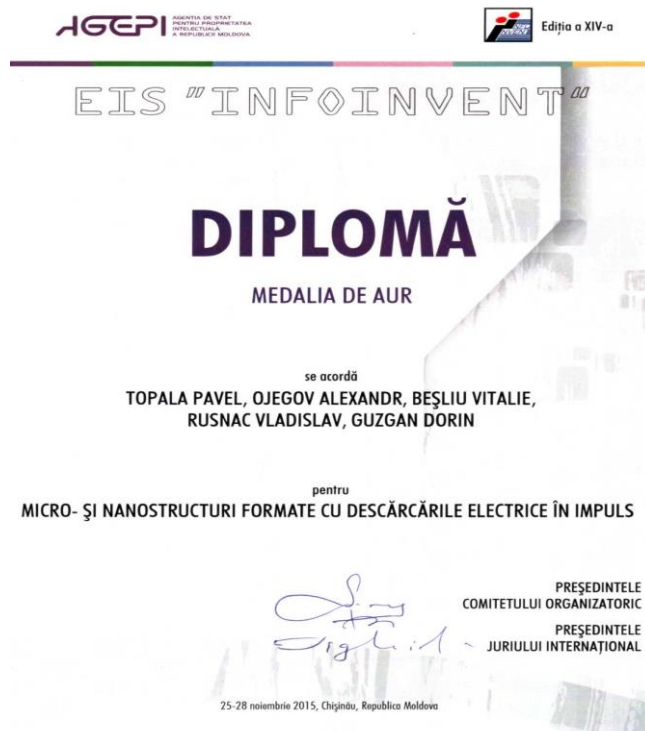 AGEPI
AGENȚIA DE STAT
PENTRU PROPRIETATEA
INTELECTUALĂ
A REPUBLICII MOLDOVA
INFOINVENT
Ediția a XIV-a
EIS "INFOINVENT"
DIPLOMĂ
MEDALIA DE AUR
se acordă
TOPALA PAVEL, OJEGOV ALEXANDR, BEŞLIU VITALIE,
RUSNAC VLADISLAV, GUZGAN DORIN
pentru
MICRO- ŞI NANOSTRUCTURI FORMATE CU DESCĂRCĂRILE ELECTRICE ÎN IMPULS
PREŞEDINTELE
COMITETULUI ORGANIZATORIC
PREŞEDINTELE
JURIULUI INTERNAȚIONAL
25-28 noiembrie 2015, Chișinău, Republica Moldova